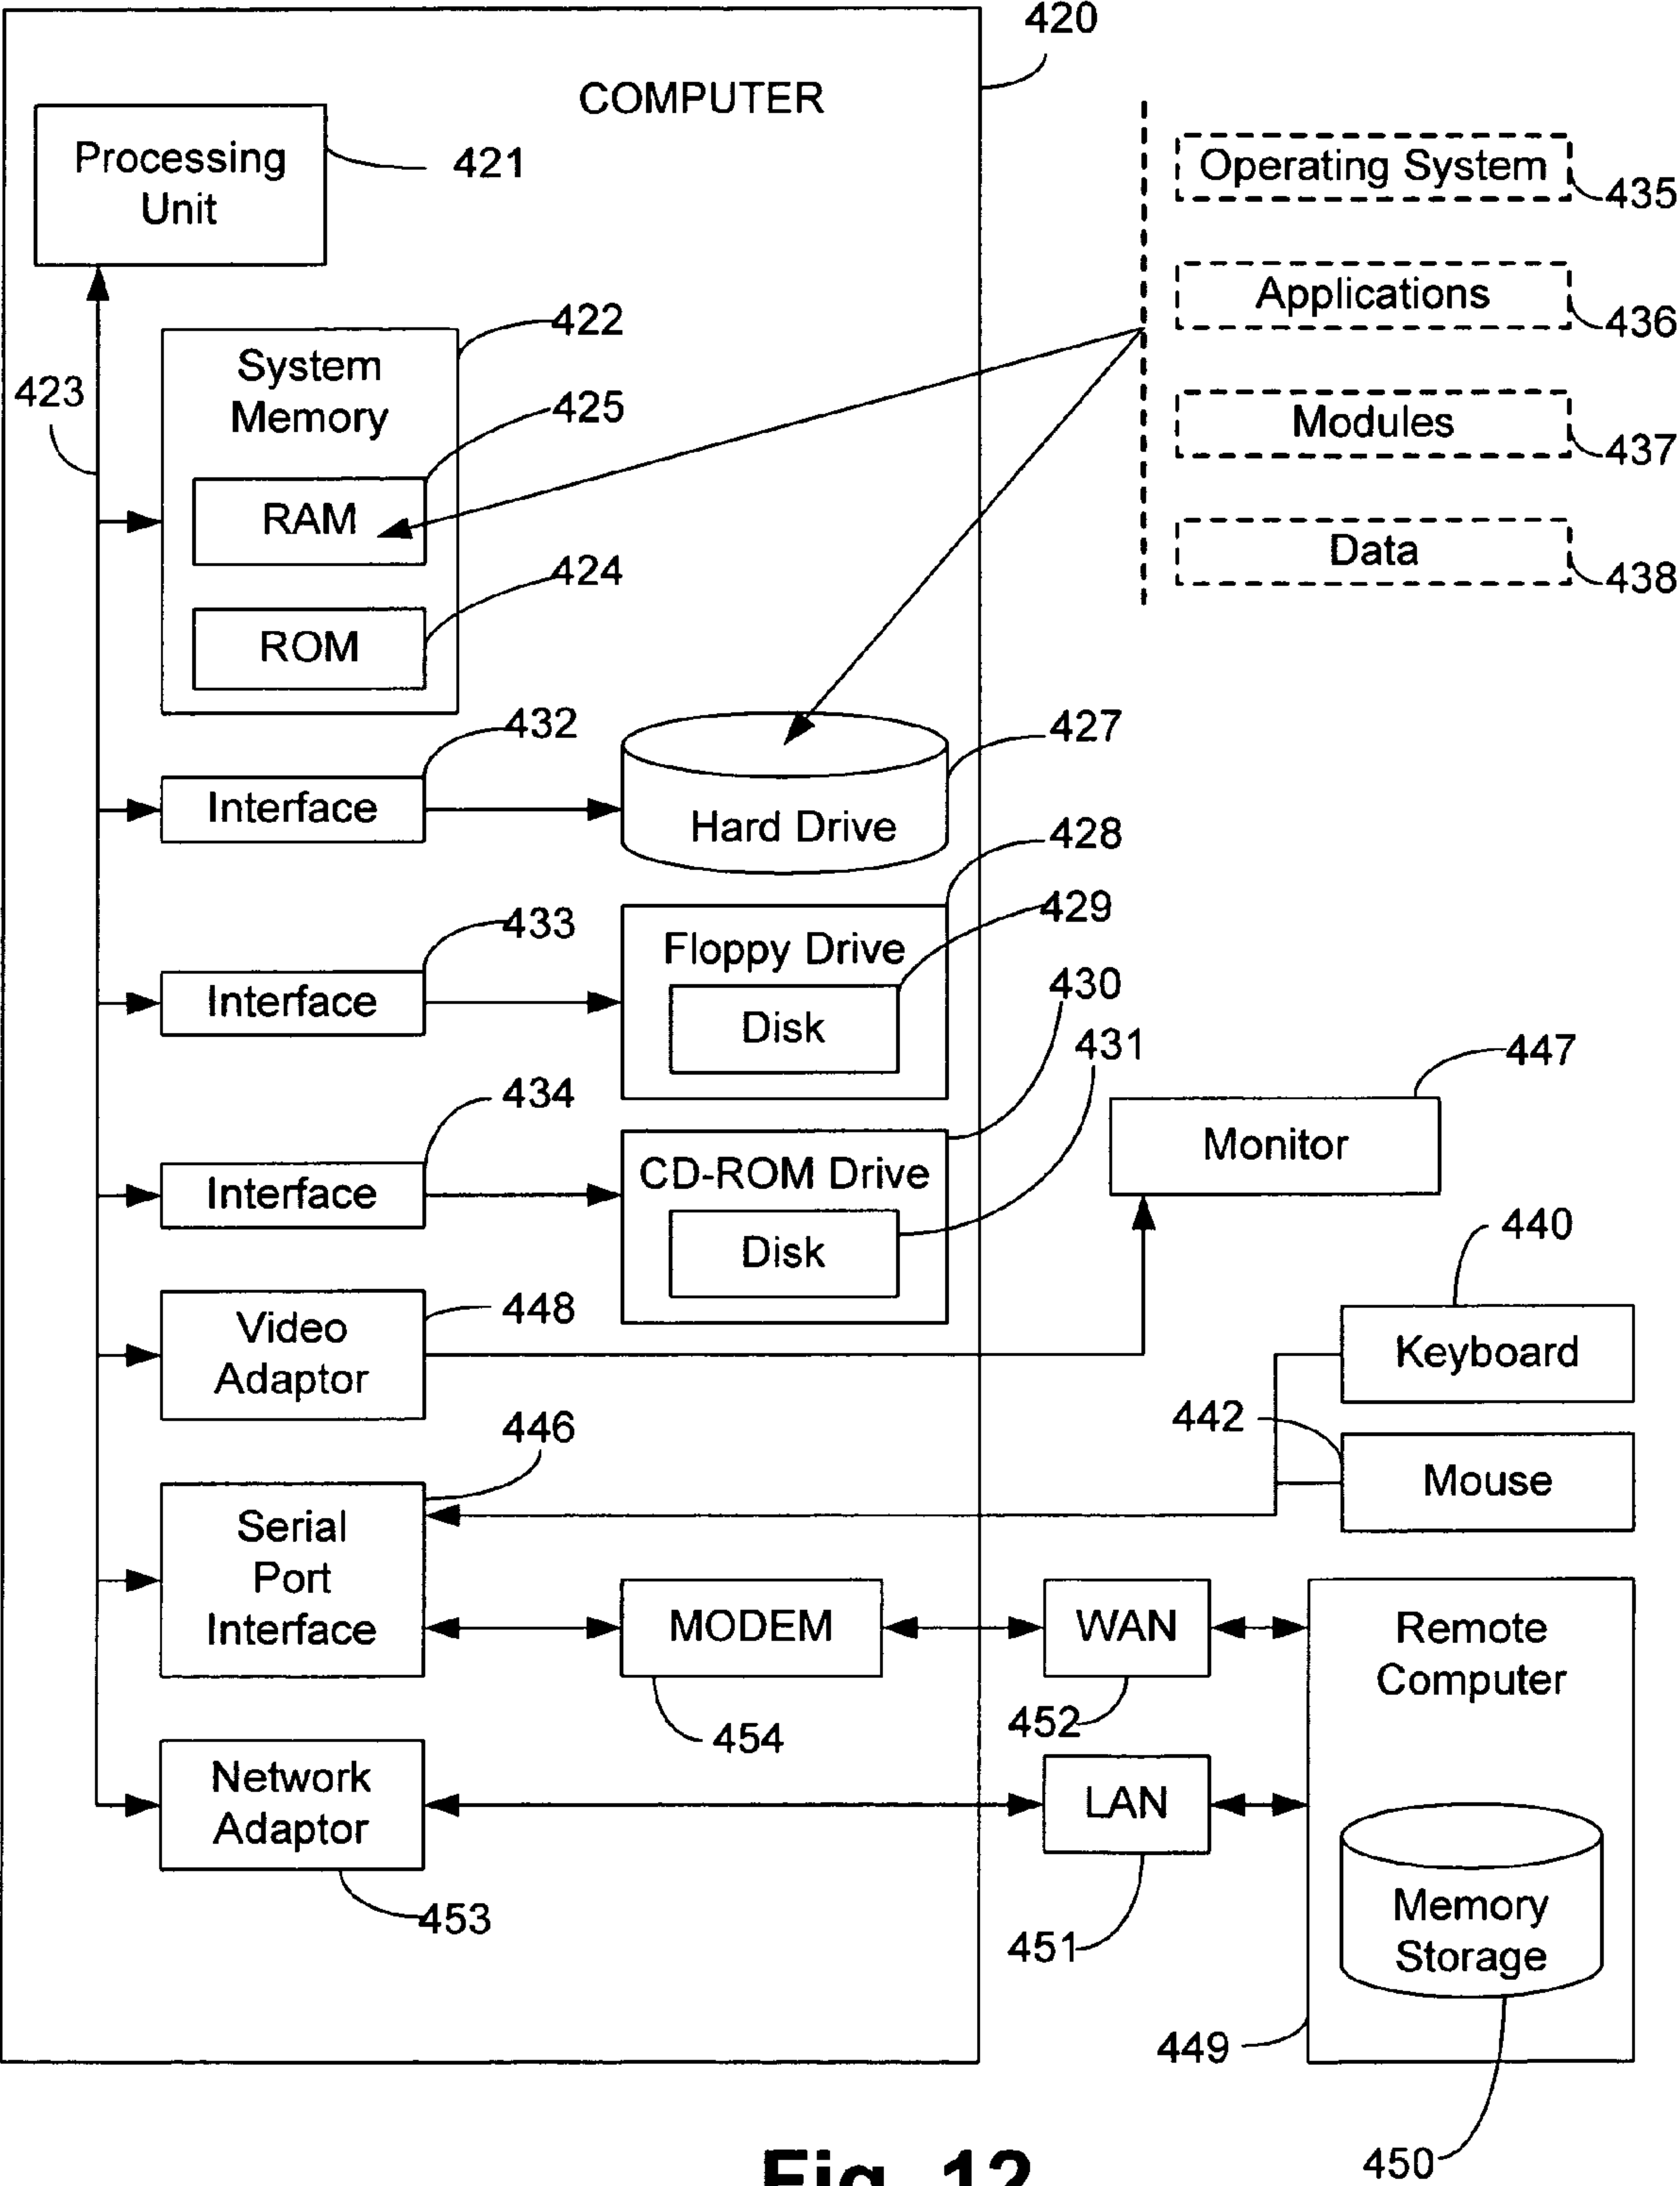 420
COMPUTER
Processing
Unit
421
Operating System
435
Applications
436
Modules
437
Data
438
422
System
Memory
423
425
RAM
424
ROM
432
Interface
427
Hard Drive
428
433
Interface
429
Floppy Drive
Disk
430
431
434
Interface
CD-ROM Drive
Disk
447
Monitor
440
Keyboard
448
Video
Adaptor
442
Mouse
446
Serial
Port
Interface
MODEM
454
WAN
452
Remote
Computer
Network
Adaptor
453
LAN
451
Memory
Storage
449
450
Fig. 12